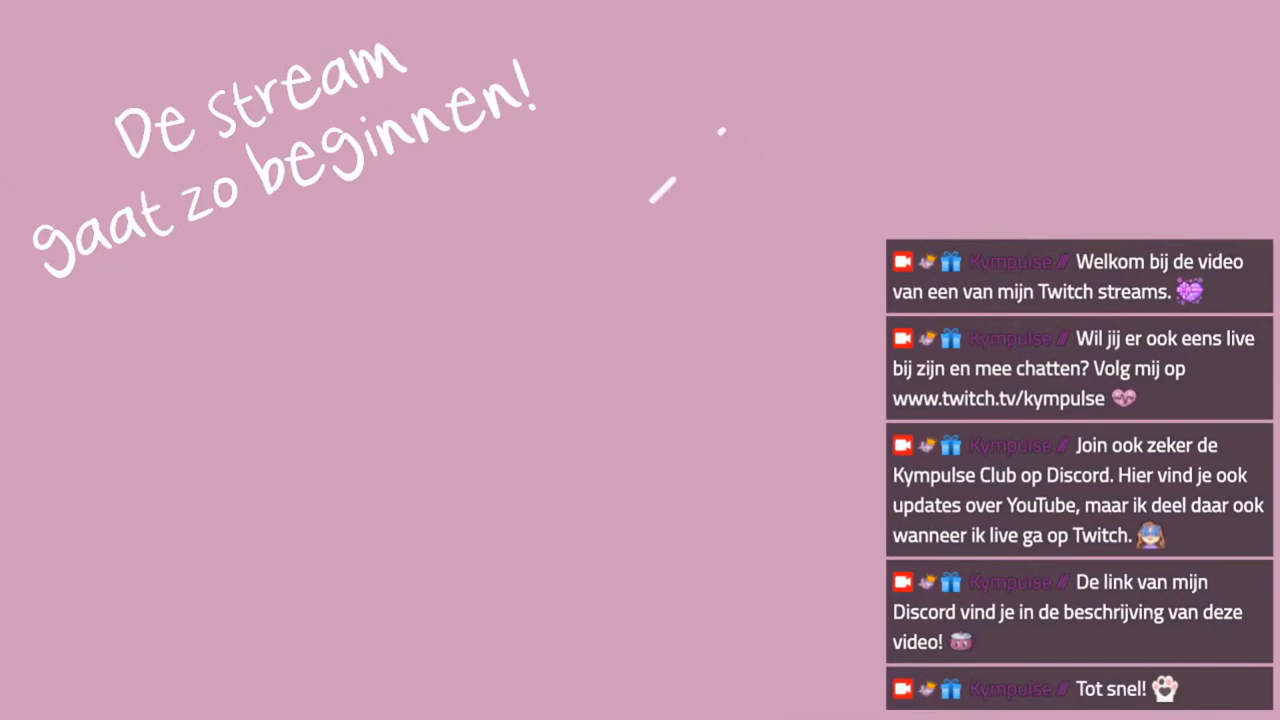 De stream
gaat zo beginnen!
Kympulse // Welkom bij de video
van een van mijn Twitch streams.
Kympulse // Wil jij er ook eens live
bij zijn en mee chatten? Volg mij op
www.twitch.tv/kympulse
Kympulse // Join ook zeker de
Kympulse Club op Discord. Hier vind je ook
updates over YouTube, maar ik deel daar ook
wanneer ik live ga op Twitch.
Kympulse // De link van mijn
Discord vind je in de beschrijving van deze
video!
Kympulse // Tot snel!